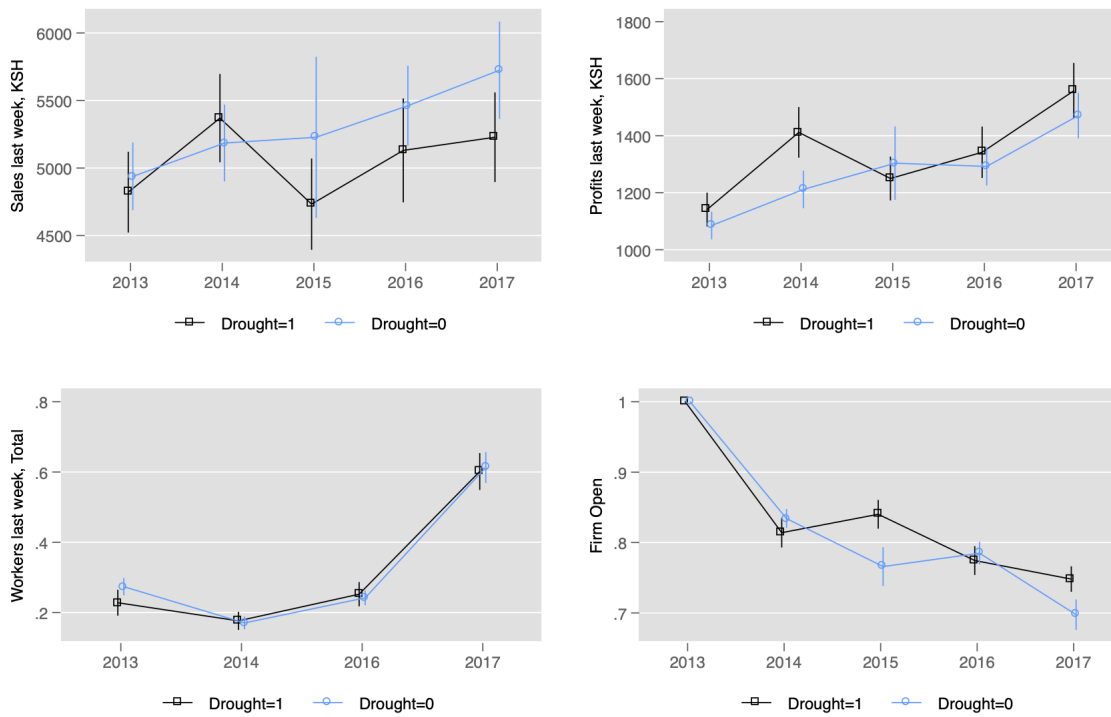 Sales last week, KSH
6000
5500
5000
4500
2013 2014 2015 2016 2017
Drought=1 Drought=0
Profits last week, KSH
1800
1600
1400
1200
1000
2013 2014 2015 2016 2017
Drought=1 Drought=0
Workers last week, Total
.8
.6
.4
.2
2013 2014 2016 2017
Drought=1 Drought=0
Firm Open
1
.9
.8
.7
2013 2014 2015 2016 2017
Drought=1 Drought=0